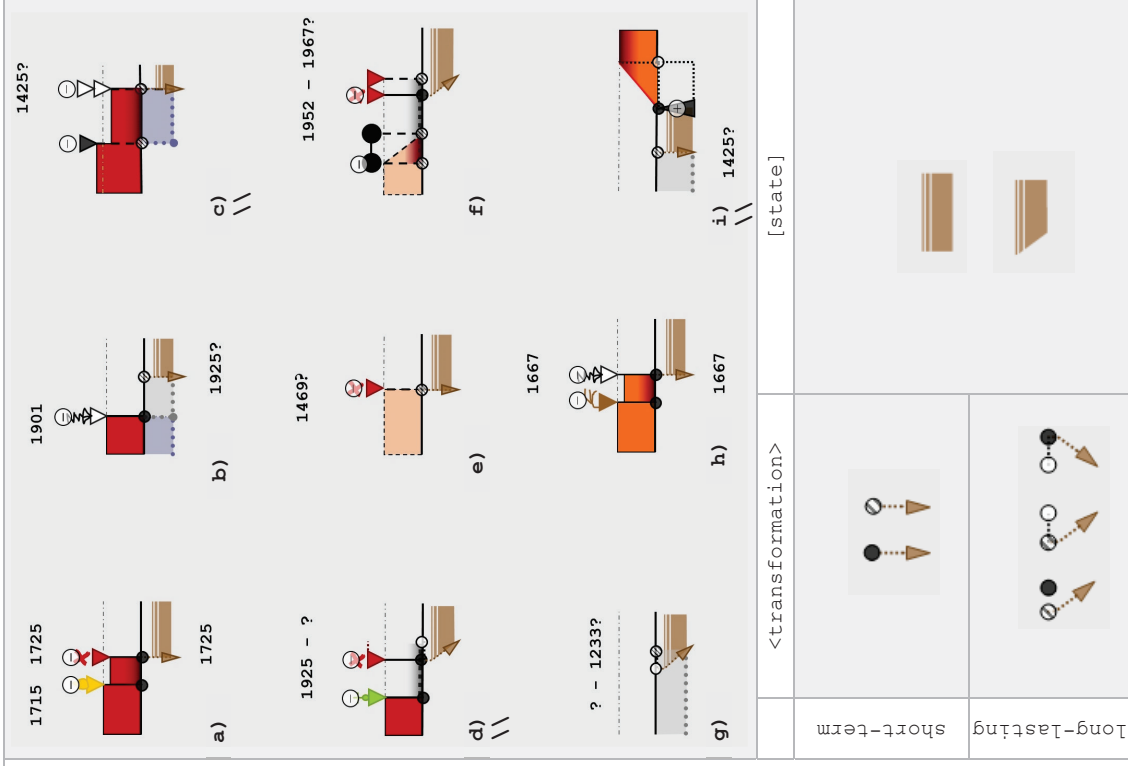 1715 1725
1725
a)
1901
1925?
b)
1425?
c)
1925 – ?
d)
1469?
e)
1952 – 1967?
f)
? – 1233?
g)
1667
1667
h)
1425?
i)
<transformation>
[state]
short-term
long-lasting